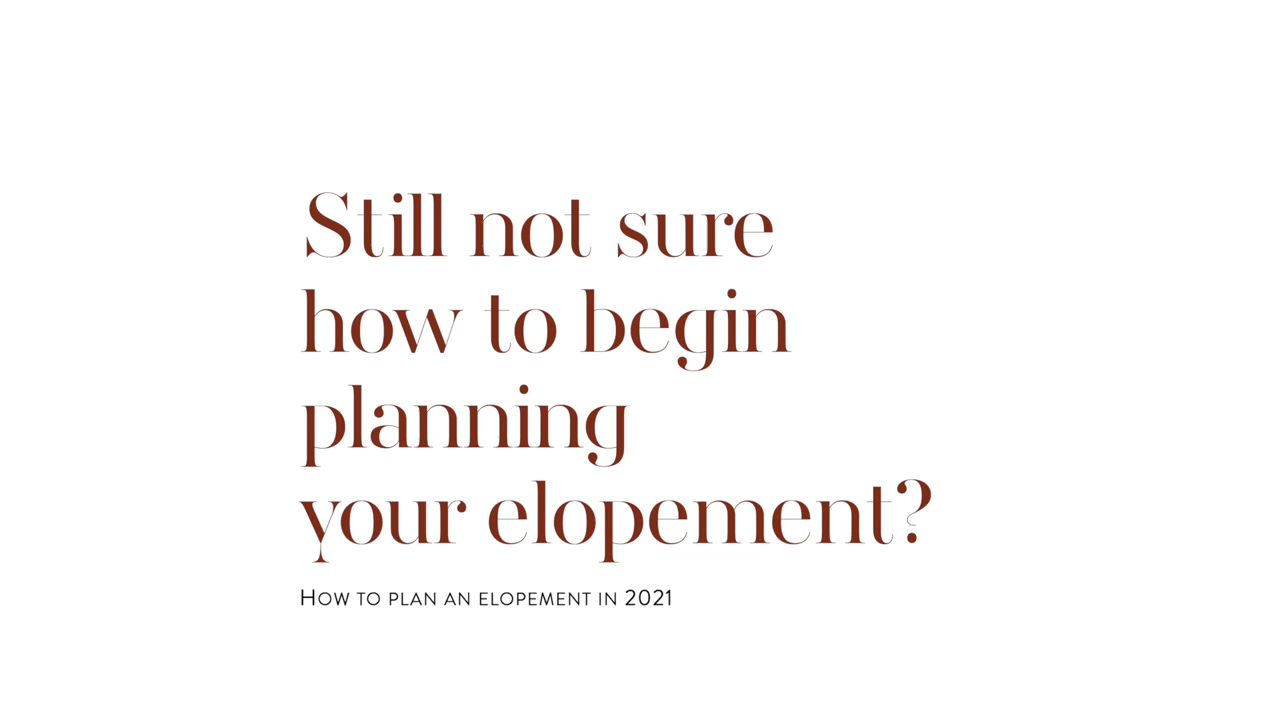 Still not sure
how to begin
planning
your elopement?
How to plan an elopement in 2021